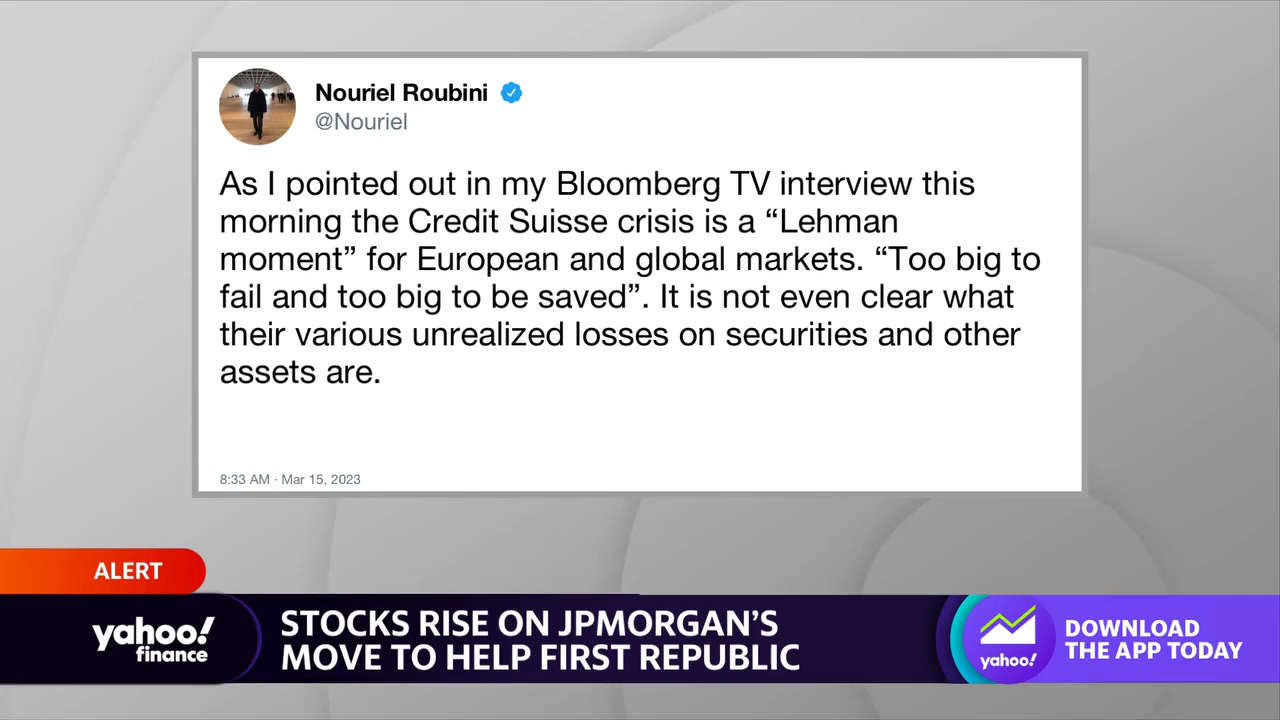 Nouriel Roubini
@Nouriel
As I pointed out in my Bloomberg TV interview this
morning the Credit Suisse crisis is a “Lehman
moment” for European and global markets. “Too big to
fail and too big to be saved”. It is not even clear what
their various unrealized losses on securities and other
assets are.
8:33 AM · Mar 15, 2023
ALERT
yahoo!
finance
STOCKS RISE ON JPMORGAN’S
MOVE TO HELP FIRST REPUBLIC
yahoo!
DOWNLOAD
THE APP TODAY